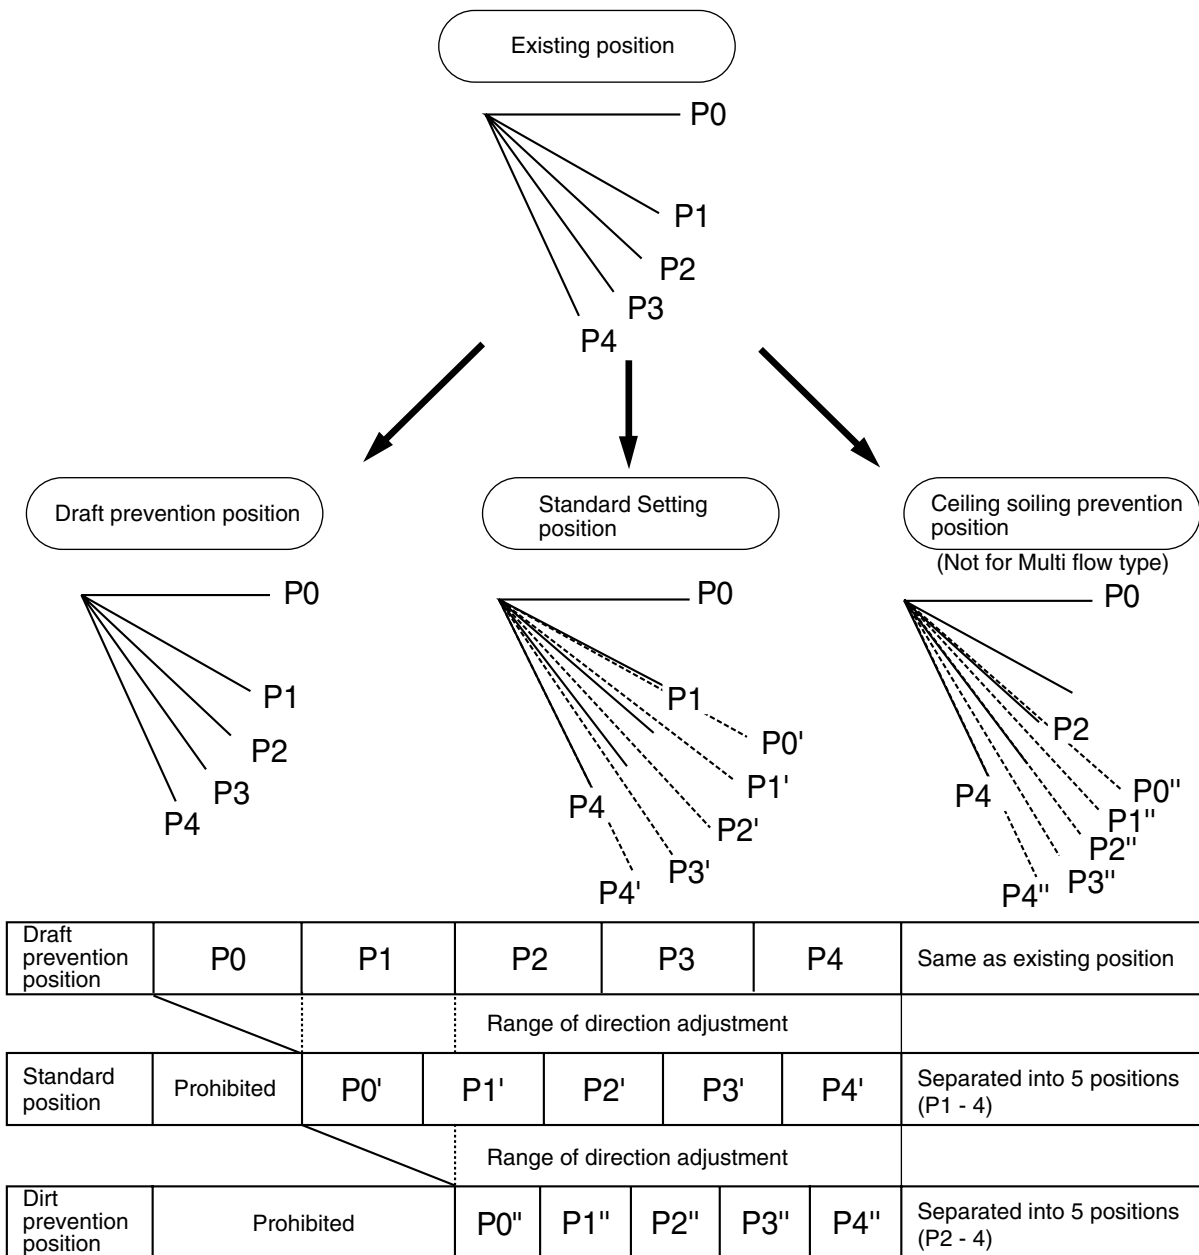 Existing position
P0
P1
P2
P3
P4
Draft prevention position
Standard Setting
position
Ceiling soiling prevention
position
(Not for Multi flow type)
P0
P1
P2
P3
P4
P0
P1
P0'
P1'
P4
P2'
P3'
P4'
P0
P2
P0"
P4
P1"
P2"
P3"
P4"
Draft
prevention
position
P0
P1
P2
P3
P4
Same as existing position
Range of direction adjustment
Standard
position
Prohibited
P0'
P1'
P2'
P3'
P4'
Separated into 5 positions
(P1 - 4)
Range of direction adjustment
Dirt
prevention
position
Prohibited
P0"
P1"
P2"
P3"
P4"
Separated into 5 positions
(P2 - 4)